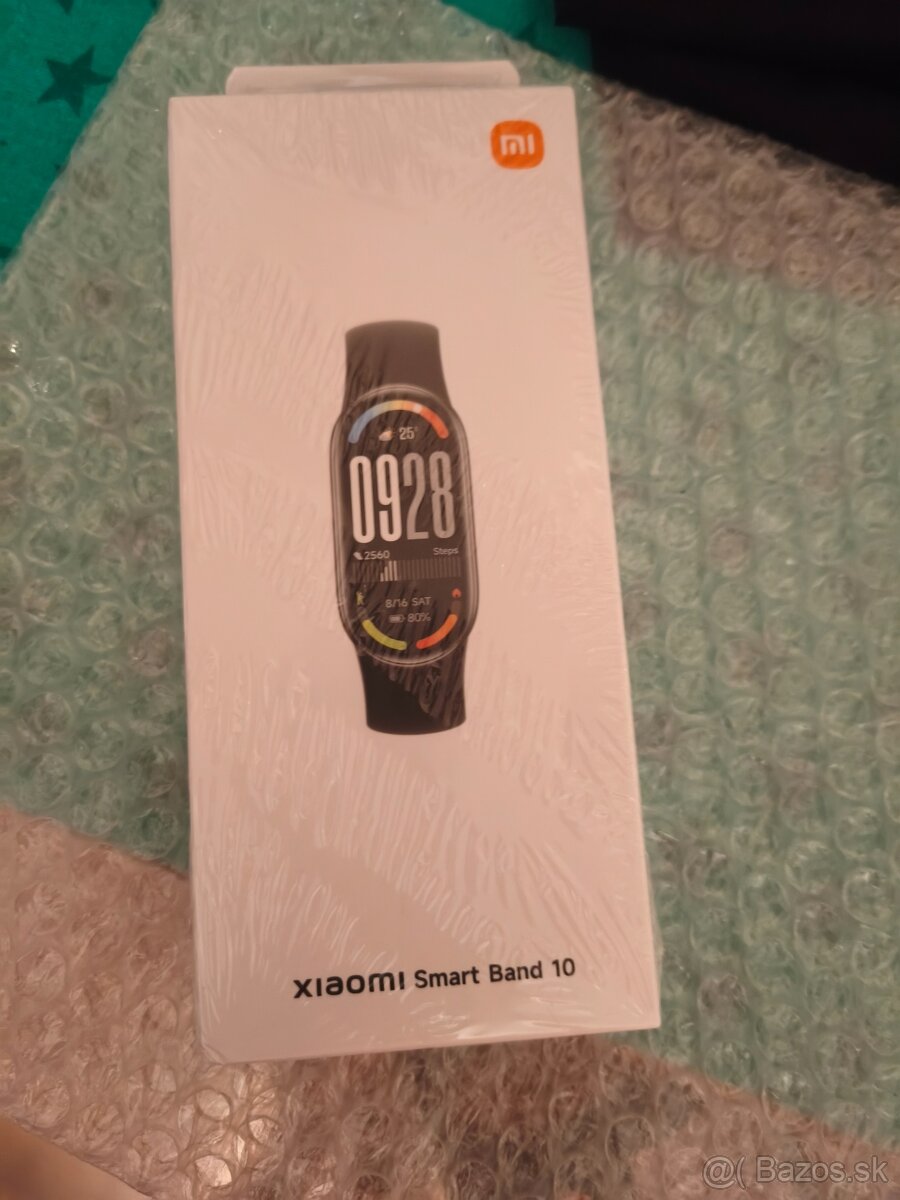 mi
25°
0928
2560 Steps
8/16 SAT
80%
xiaomi Smart Band 10
@( Bazos.sk